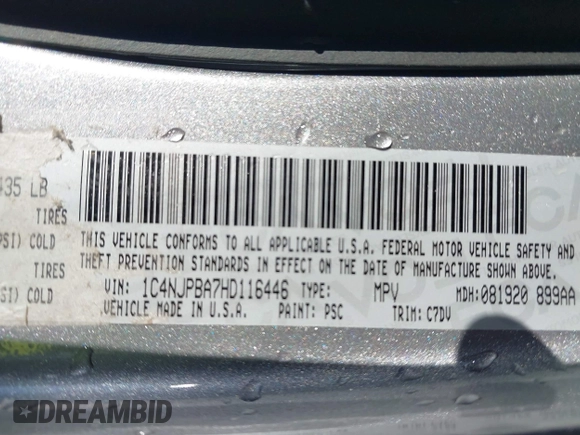 435 LB
TIRES
PSI) COLD
TIRES
SI) COLD
THIS VEHICLE CONFORMS TO ALL APPLICABLE U.S.A. FEDERAL MOTOR VEHICLE SAFETY AND
THEFT PREVENTION STANDARDS IN EFFECT ON THE DATE OF MANUFACTURE SHOWN ABOVE.
VIN: 1C4NJPBA7HD116446 TYPE: MPV MDH:081920 899AA
VEHICLE MADE IN U.S.A. PAINT: PSC TRIM: C7DV
DREAMBID